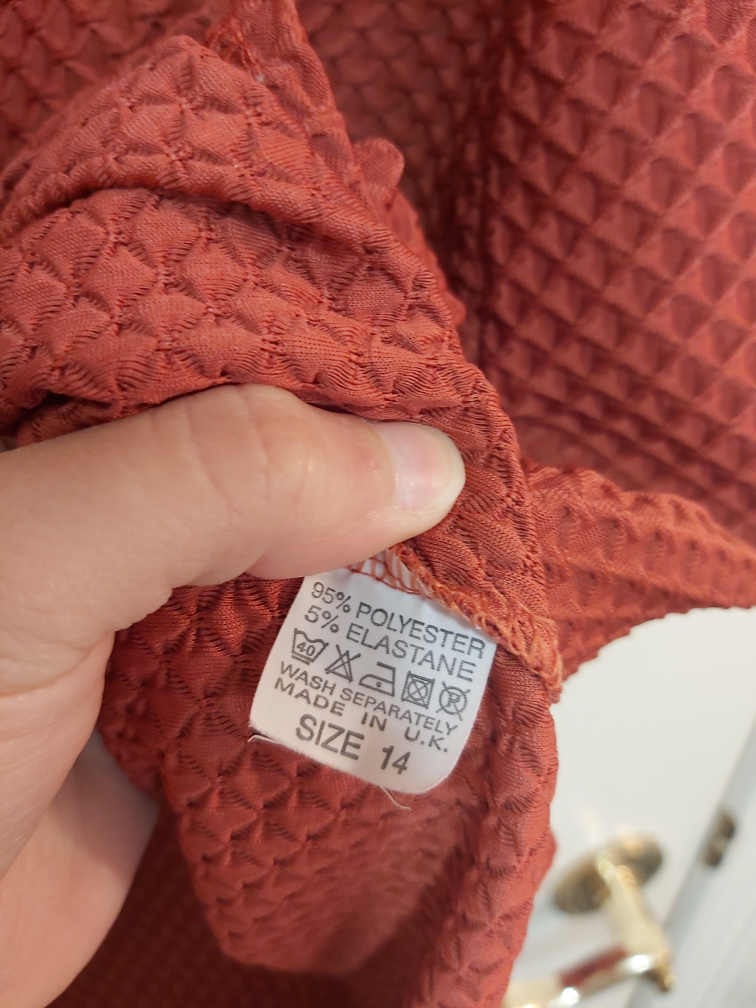 95% POLYESTER
5% ELASTANE
40 P
WASH SEPARATELY
MADE IN U.K.
SIZE 14